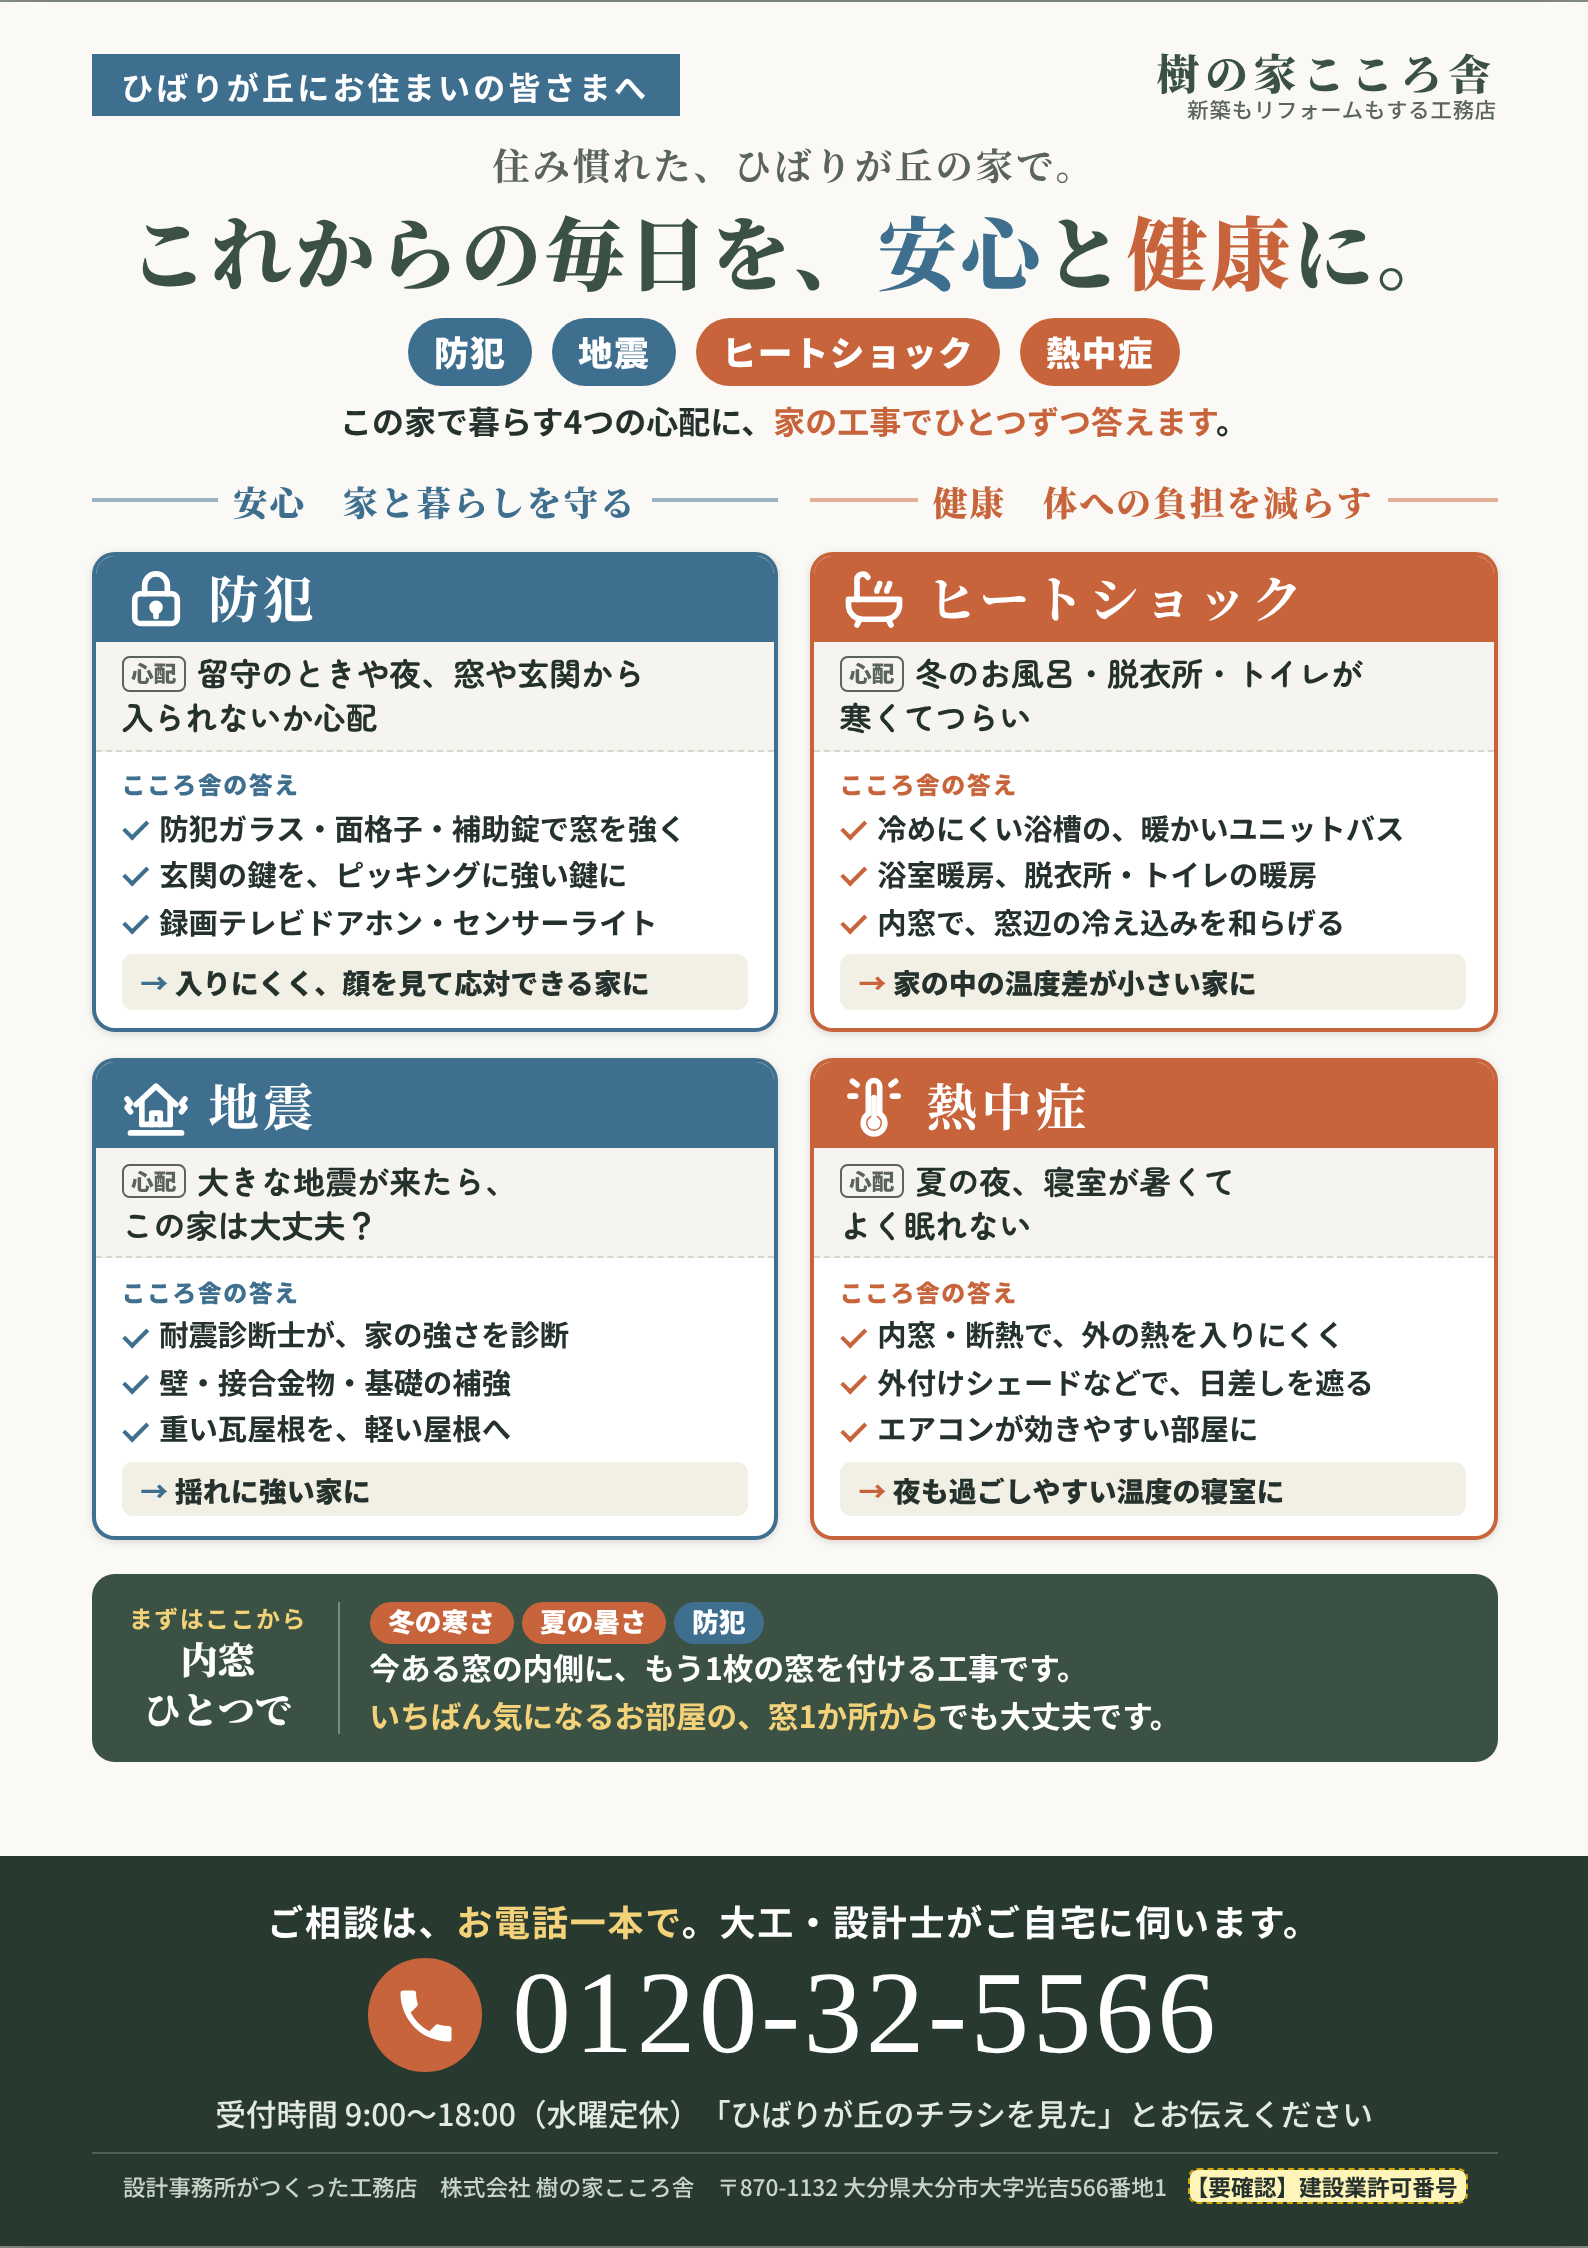 ひばりが丘にお住まいの皆さまへ
樹の家こころ舎
新築もリフォームもする工務店
住み慣れた、ひばりが丘の家で。
これからの毎日を、安心と健康に。
防犯 地震 ヒートショック 熱中症
この家で暮らす4つの心配に、家の工事でひとつずつ答えます。
安心 家と暮らしを守る
防犯
心配 留守のときや夜、窓や玄関から
入られないか心配
こころ舎の答え
防犯ガラス・面格子・補助錠で窓を強く
玄関の鍵を、ピッキングに強い鍵に
録画テレビドアホン・センサーライト
→ 入りにくく、顔を見て応対できる家に
地震
心配 大きな地震が来たら、
この家は大丈夫？
こころ舎の答え
耐震診断士が、家の強さを診断
壁・接合金物・基礎の補強
重い瓦屋根を、軽い屋根へ
→ 揺れに強い家に
健康 体への負担を減らす
ヒートショック
心配 冬のお風呂・脱衣所・トイレが
寒くてつらい
こころ舎の答え
冷めにくい浴槽の、暖かいユニットバス
浴室暖房、脱衣所・トイレの暖房
内窓で、窓辺の冷え込みを和らげる
→ 家の中の温度差が小さい家に
熱中症
心配 夏の夜、寝室が暑くて
よく眠れない
こころ舎の答え
内窓・断熱で、外の熱を入りにくく
外付けシェードなどで、日差しを遮る
エアコンが効きやすい部屋に
→ 夜も過ごしやすい温度の寝室に
まずはここから
内窓
ひとつで
冬の寒さ 夏の暑さ 防犯
今ある窓の内側に、もう1枚の窓を付ける工事です。
いちばん気になるお部屋の、窓1か所からでも大丈夫です。
ご相談は、お電話一本で。大工・設計士がご自宅に伺います。
0120-32-5566
受付時間 9:00〜18:00（水曜定休）「ひばりが丘のチラシを見た」とお伝えください
設計事務所がつくった工務店 株式会社 樹の家こころ舎 〒870-1132 大分県大分市大字光吉566番地1 【要確認】建設業許可番号